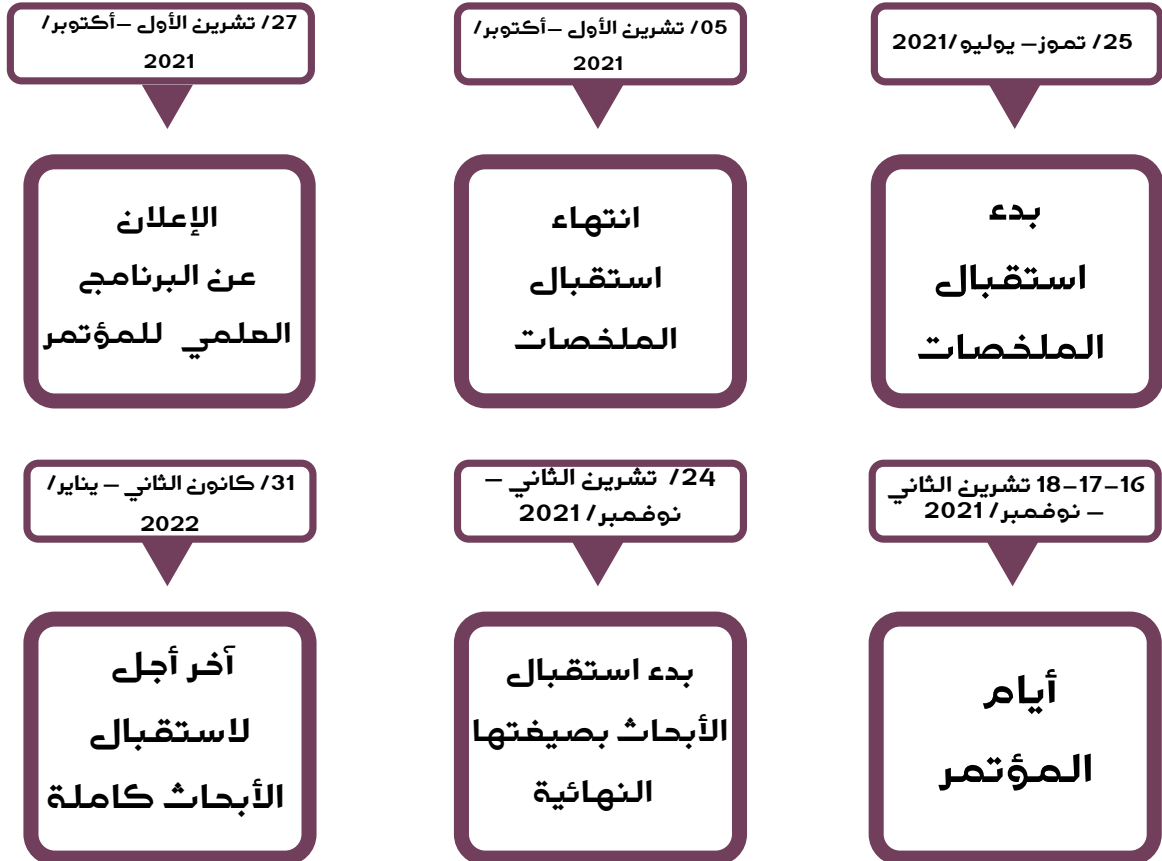 25/ تموز– يوليو/2021
بدء
استقبال
الملخصات
05/ تشرين الأول –أكتوبر/
2021
انتهاء
استقبال
الملخصات
27/ تشرين الأول –أكتوبر/
2021
الإعلان
عن البرنامج
العلمي للمؤتمر
16–17–18 تشرين الثاني
– نوفمبر/ 2021
أيام
المؤتمر
24/ تشرين الثاني –
نوفمبر/ 2021
بدء استقبال
الأبحاث بصيغتها
النهائية
31/ كانون الثاني – يناير/
2022
آخر أجل
لاستقبال
الأبحاث كاملة